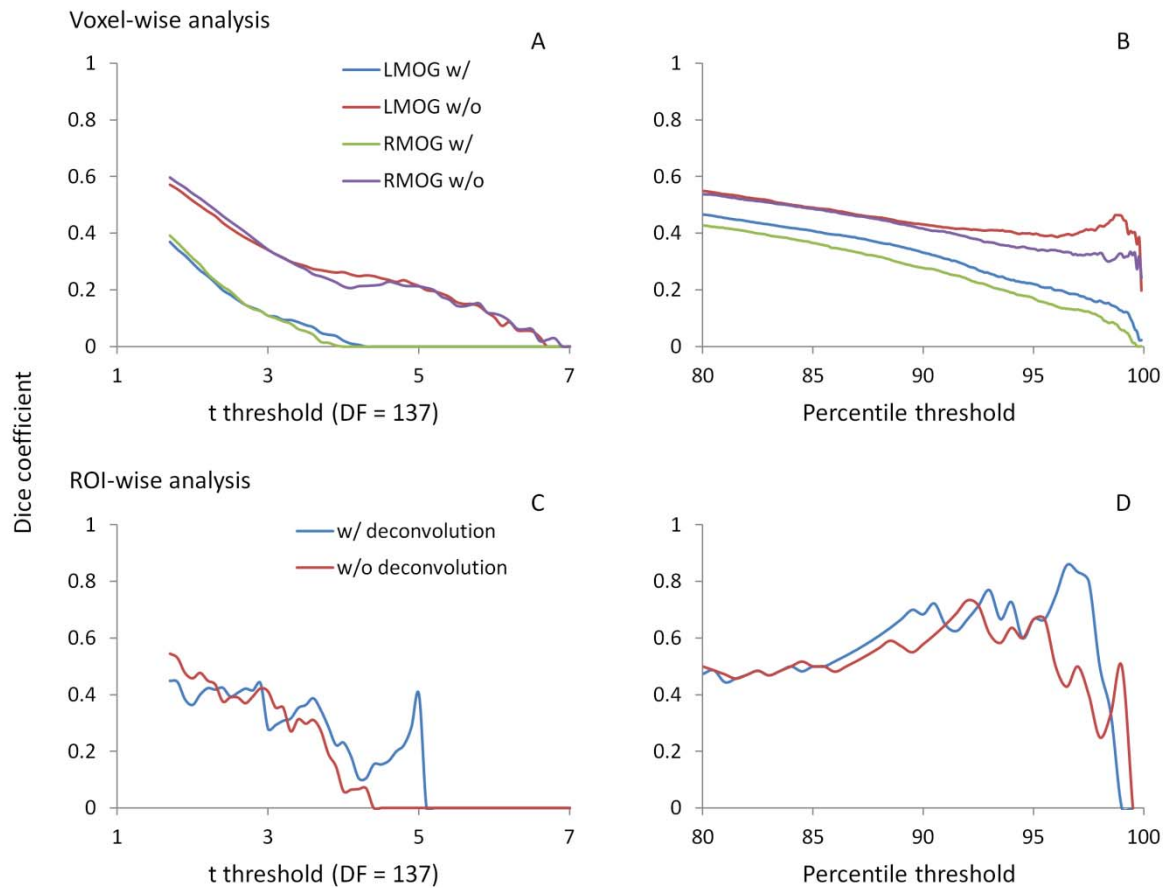 Voxel-wise analysis
A
B
LMOG w/
LMOG w/o
RMOG w/
RMOG w/o
1
0.8
0.6
0.4
0.2
0
1 3 5 7
t threshold (DF = 137)
1
0.8
0.6
0.4
0.2
0
80 85 90 95 100
Percentile threshold
Dice coefficient
ROI-wise analysis
C
D
w/ deconvolution
w/o deconvolution
1
0.8
0.6
0.4
0.2
0
1 3 5 7
t threshold (DF = 137)
1
0.8
0.6
0.4
0.2
0
80 85 90 95 100
Percentile threshold